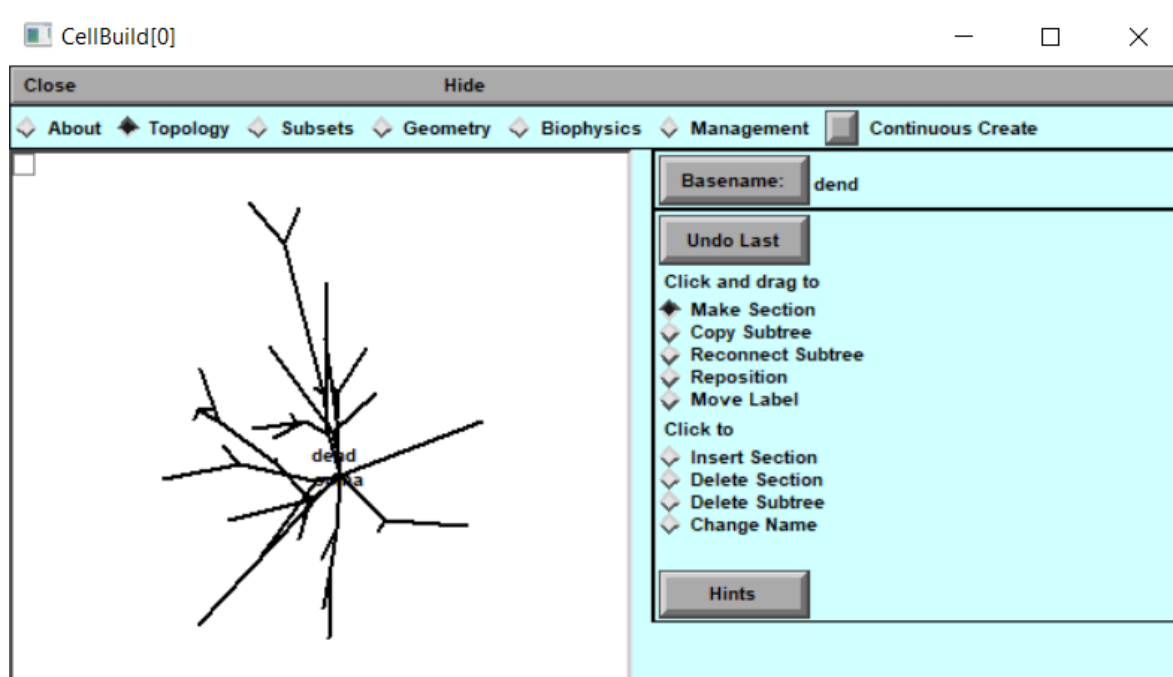 CellBuild[0]
Close Hide
About Topology Subsets Geometry Biophysics Management Continuous Create
Basename: dend
Undo Last
Click and drag to
Make Section
Copy Subtree
Reconnect Subtree
Reposition
Move Label
Click to
Insert Section
Delete Section
Delete Subtree
Change Name
Hints
dend